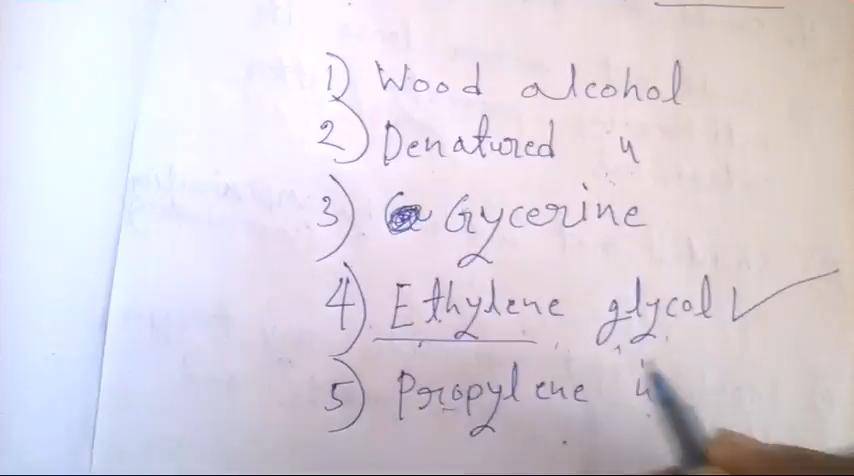 1) Wood alcohol
2) Denatured "
3) Gycerine
4) Ethylene glycol ✓
5) Propylene "